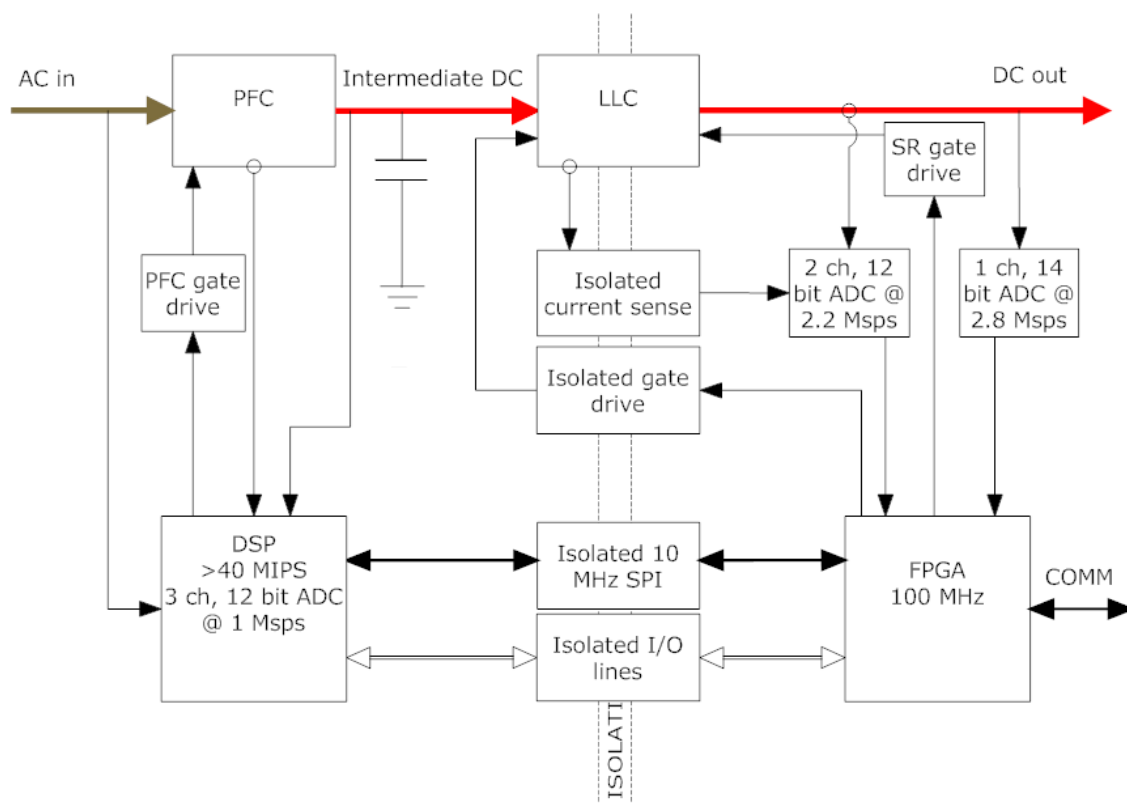 AC in
PFC
Intermediate DC
LLC
DC out
SR gate
drive
PFC gate
drive
Isolated
current sense
2 ch, 12
bit ADC @
2.2 Msps
1 ch, 14
bit ADC @
2.8 Msps
Isolated gate
drive
DSP
>40 MIPS
3 ch, 12 bit ADC
@ 1 Msps
Isolated 10
MHz SPI
FPGA
100 MHz
COMM
Isolated I/O
lines
ISOLATI